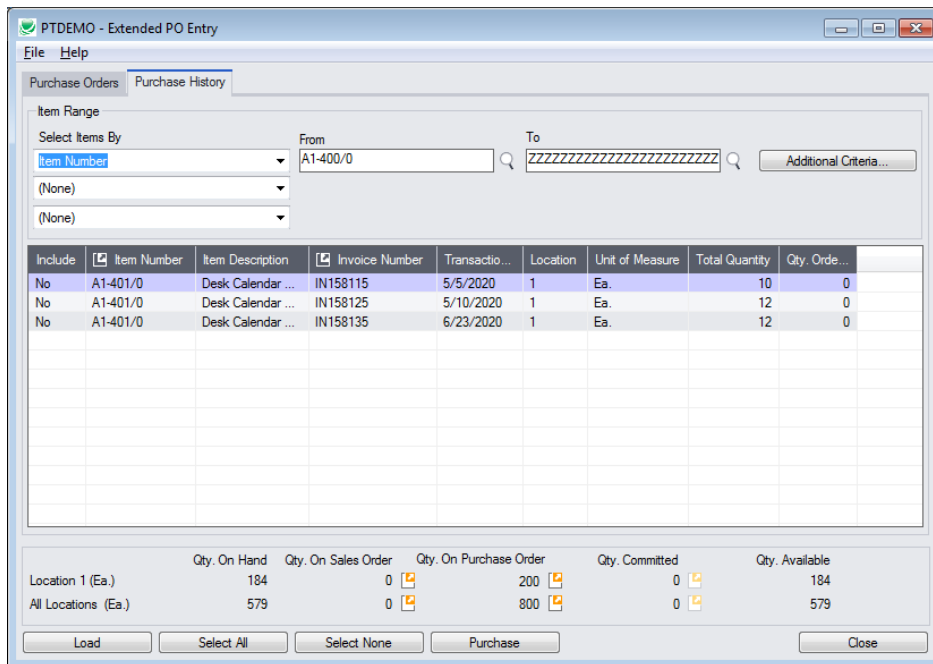 PTDEMO - Extended PO Entry
File Help
Purchase Orders Purchase History
Item Range
Select Items By From To
Item Number A1-400/0 ZZZZZZZZZZZZZZZZZZZZZZZZ Additional Criteria...
(None)
(None)
Include Item Number Item Description Invoice Number Transactio... Location Unit of Measure Total Quantity Qty. Orde...
No A1-401/0 Desk Calendar ... IN158115 5/5/2020 1 Ea. 10 0
No A1-401/0 Desk Calendar ... IN158125 5/10/2020 1 Ea. 12 0
No A1-401/0 Desk Calendar ... IN158135 6/23/2020 1 Ea. 12 0
Qty. On Hand Qty. On Sales Order Qty. On Purchase Order Qty. Committed Qty. Available
Location 1 (Ea.) 184 0 200 0 184
All Locations (Ea.) 579 0 800 0 579
Load Select All Select None Purchase Close